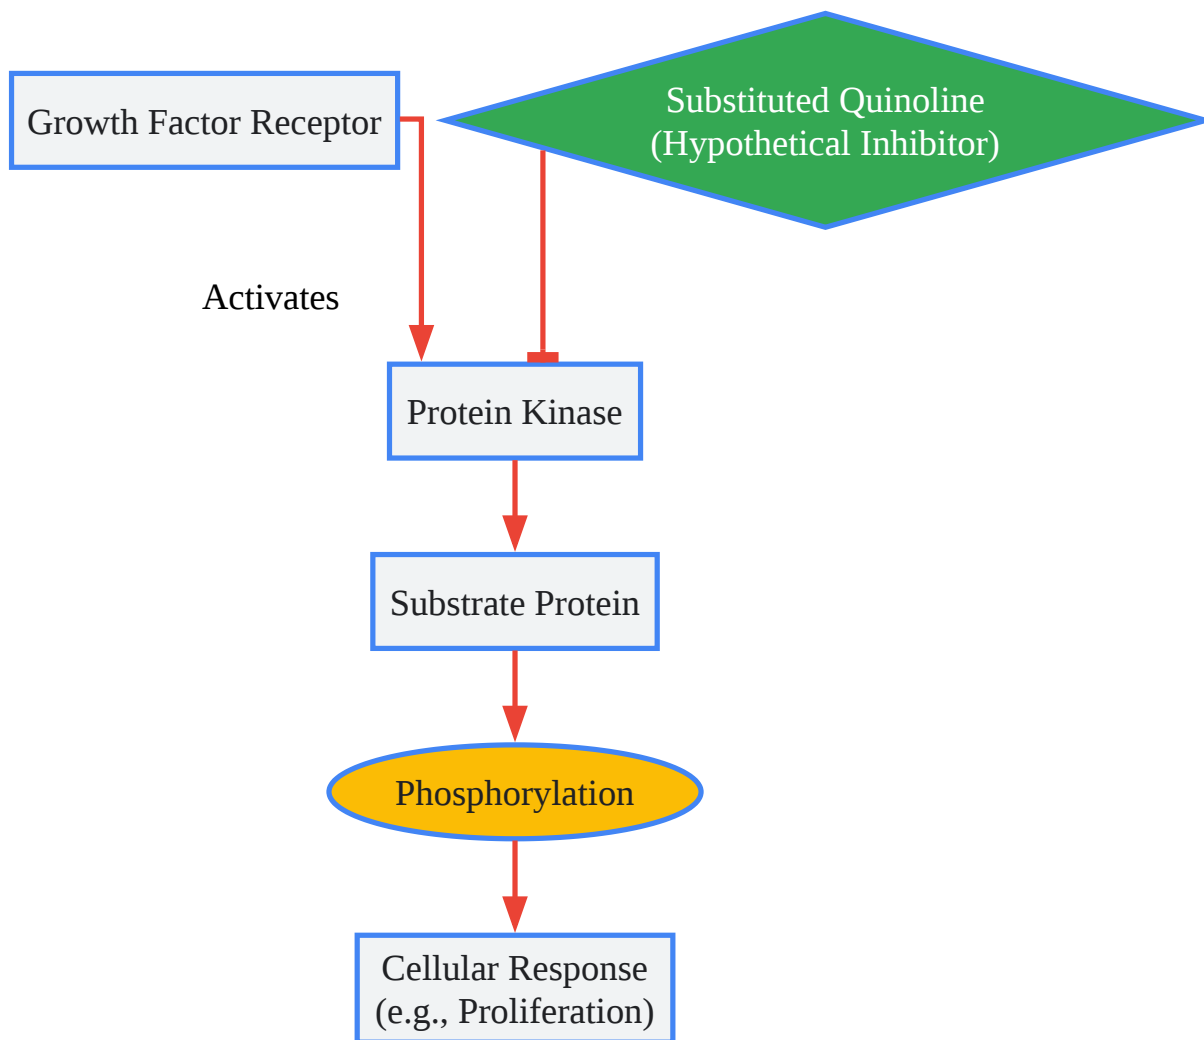 Growth Factor Receptor
Substituted Quinoline
(Hypothetical Inhibitor)
Activates
Protein Kinase
Substrate Protein
Phosphorylation
Cellular Response
(e.g., Proliferation)